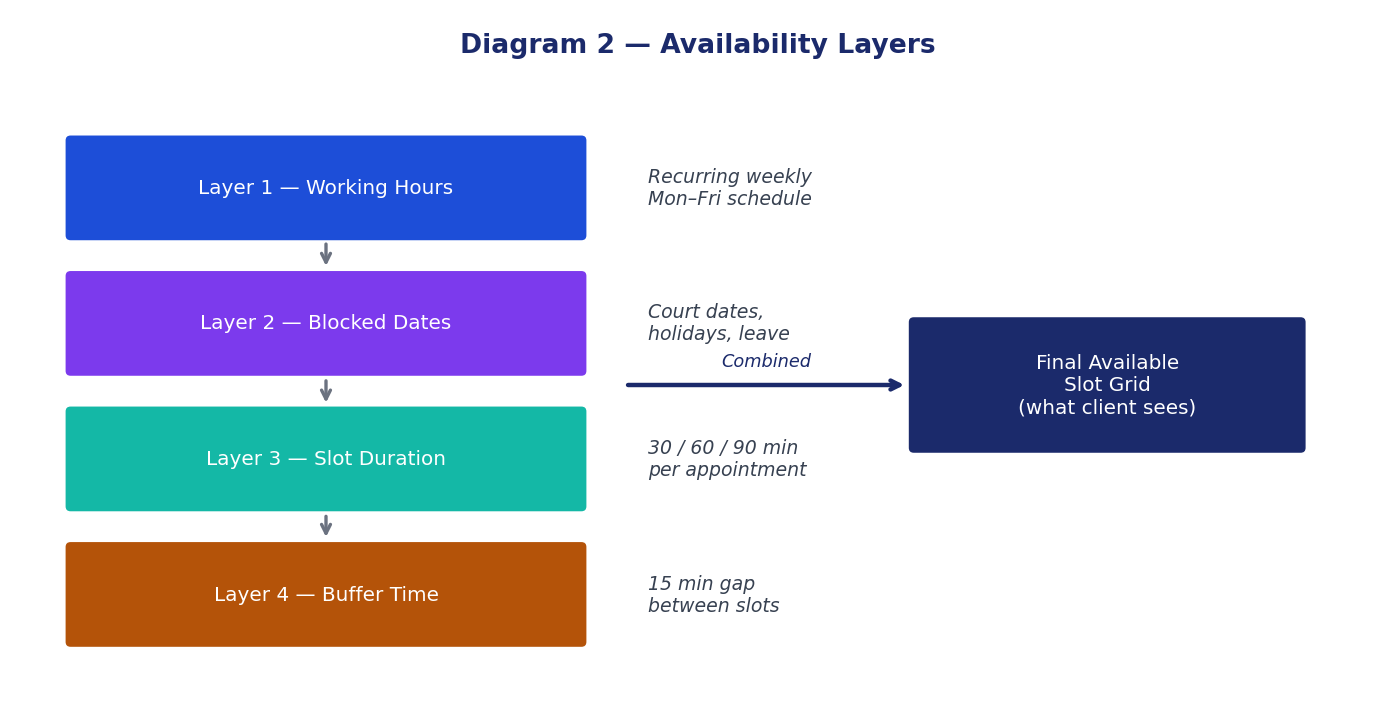 Diagram 2 — Availability Layers
Layer 1 — Working Hours
Recurring weekly
Mon–Fri schedule
Layer 2 — Blocked Dates
Court dates,
holidays, leave
Combined
Final Available
Slot Grid
(what client sees)
Layer 3 — Slot Duration
30 / 60 / 90 min
per appointment
Layer 4 — Buffer Time
15 min gap
between slots